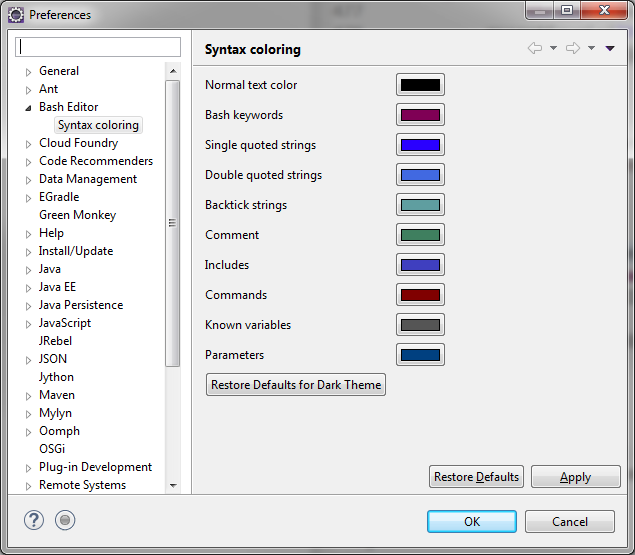 Preferences
477
General
Ant
Bash Editor
Syntax coloring
Cloud Foundry
Code Recommenders
Data Management
EGradle
Green Monkey
Help
Install/Update
Java
Java EE
Java Persistence
JavaScript
JRebel
JSON
Jython
Maven
Mylyn
Oomph
OSGi
Plug-in Development
Remote Systems
Syntax coloring
Normal text color
Bash keywords
Single quoted strings
Double quoted strings
Backtick strings
Comment
Includes
Commands
Known variables
Parameters
Restore Defaults for Dark Theme
Restore Defaults
Apply
?
OK
Cancel